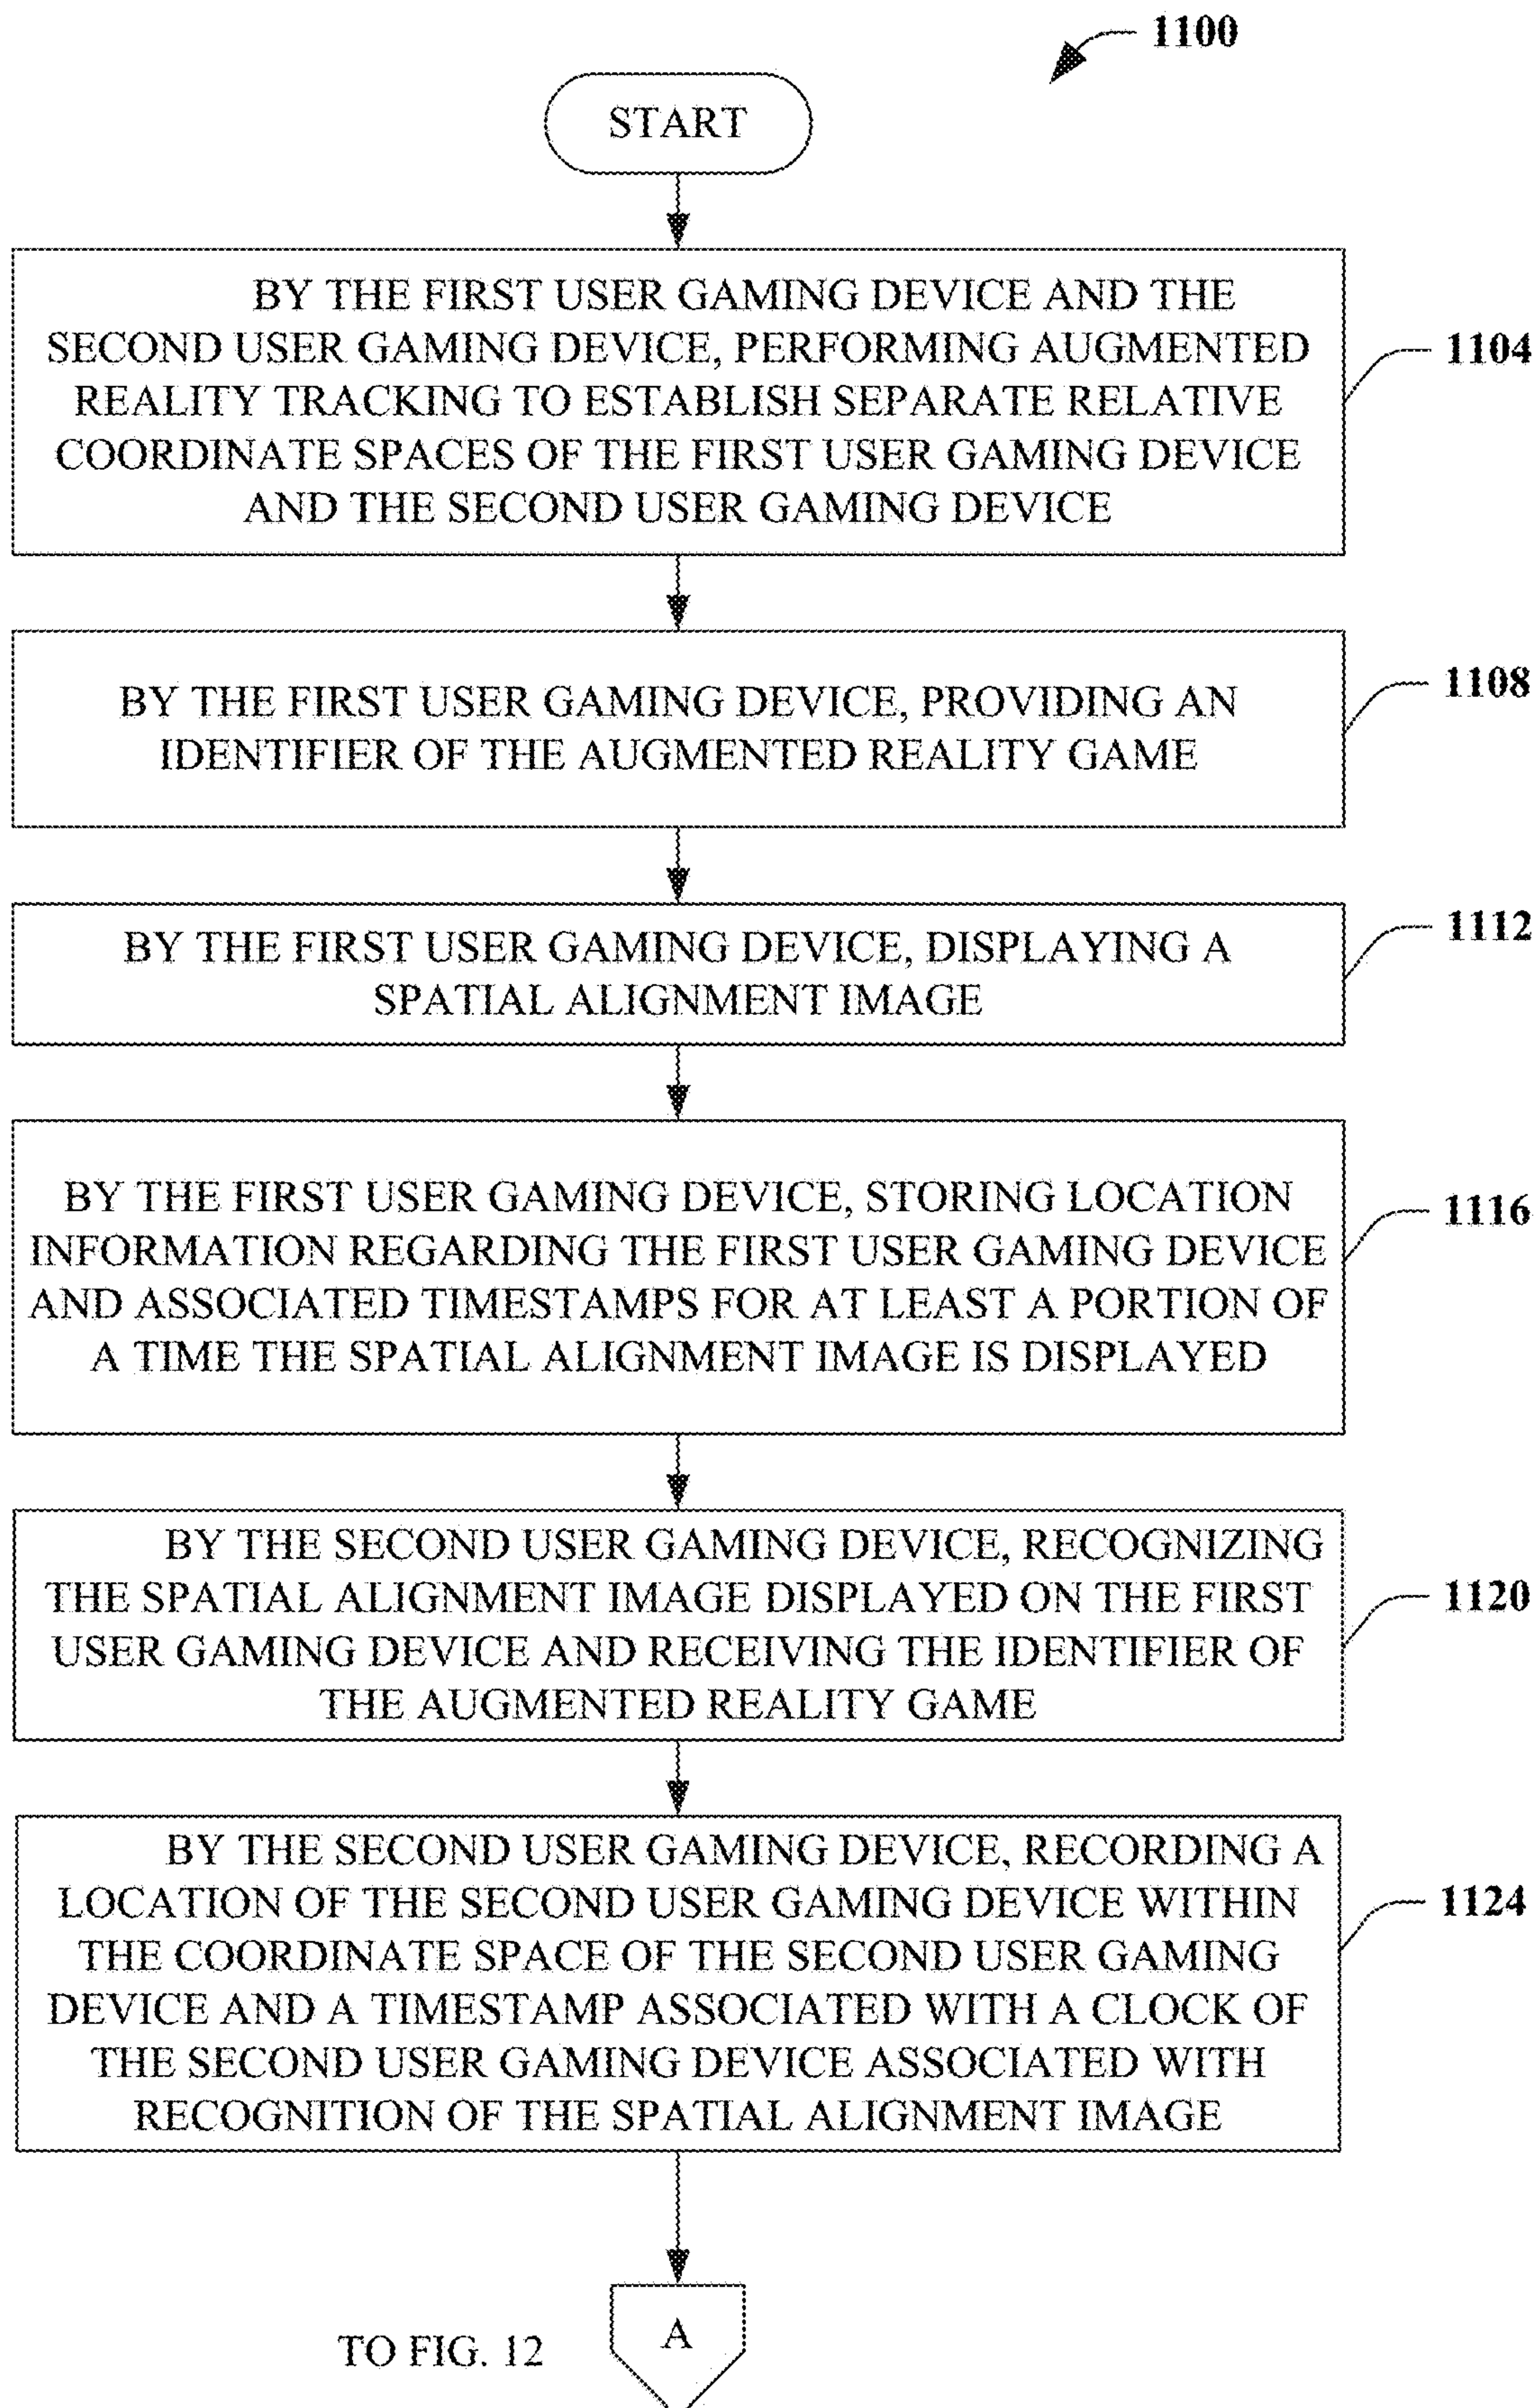 1100
START
BY THE FIRST USER GAMING DEVICE AND THE
SECOND USER GAMING DEVICE, PERFORMING AUGMENTED
REALITY TRACKING TO ESTABLISH SEPARATE RELATIVE
COORDINATE SPACES OF THE FIRST USER GAMING DEVICE
AND THE SECOND USER GAMING DEVICE
1104
BY THE FIRST USER GAMING DEVICE, PROVIDING AN
IDENTIFIER OF THE AUGMENTED REALITY GAME
1108
BY THE FIRST USER GAMING DEVICE, DISPLAYING A
SPATIAL ALIGNMENT IMAGE
1112
BY THE FIRST USER GAMING DEVICE, STORING LOCATION
INFORMATION REGARDING THE FIRST USER GAMING DEVICE
AND ASSOCIATED TIMESTAMPS FOR AT LEAST A PORTION OF
A TIME THE SPATIAL ALIGNMENT IMAGE IS DISPLAYED
1116
BY THE SECOND USER GAMING DEVICE, RECOGNIZING
THE SPATIAL ALIGNMENT IMAGE DISPLAYED ON THE FIRST
USER GAMING DEVICE AND RECEIVING THE IDENTIFIER OF
THE AUGMENTED REALITY GAME
1120
BY THE SECOND USER GAMING DEVICE, RECORDING A
LOCATION OF THE SECOND USER GAMING DEVICE WITHIN
THE COORDINATE SPACE OF THE SECOND USER GAMING
DEVICE AND A TIMESTAMP ASSOCIATED WITH A CLOCK OF
THE SECOND USER GAMING DEVICE ASSOCIATED WITH
RECOGNITION OF THE SPATIAL ALIGNMENT IMAGE
1124
TO FIG. 12
A